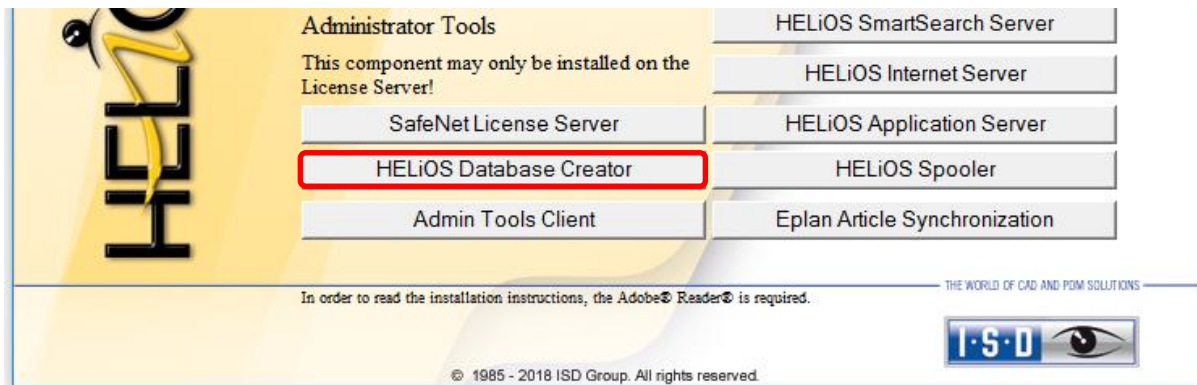 HELiOS
Administrator Tools
This component may only be installed on the
License Server!
SafeNet License Server
HELiOS Database Creator
Admin Tools Client
HELiOS SmartSearch Server
HELiOS Internet Server
HELiOS Application Server
HELiOS Spooler
Eplan Article Synchronization
In order to read the installation instructions, the Adobe® Reader® is required.
THE WORLD OF CAD AND PDM SOLUTIONS
I·S·D
© 1985 - 2018 ISD Group. All rights reserved.